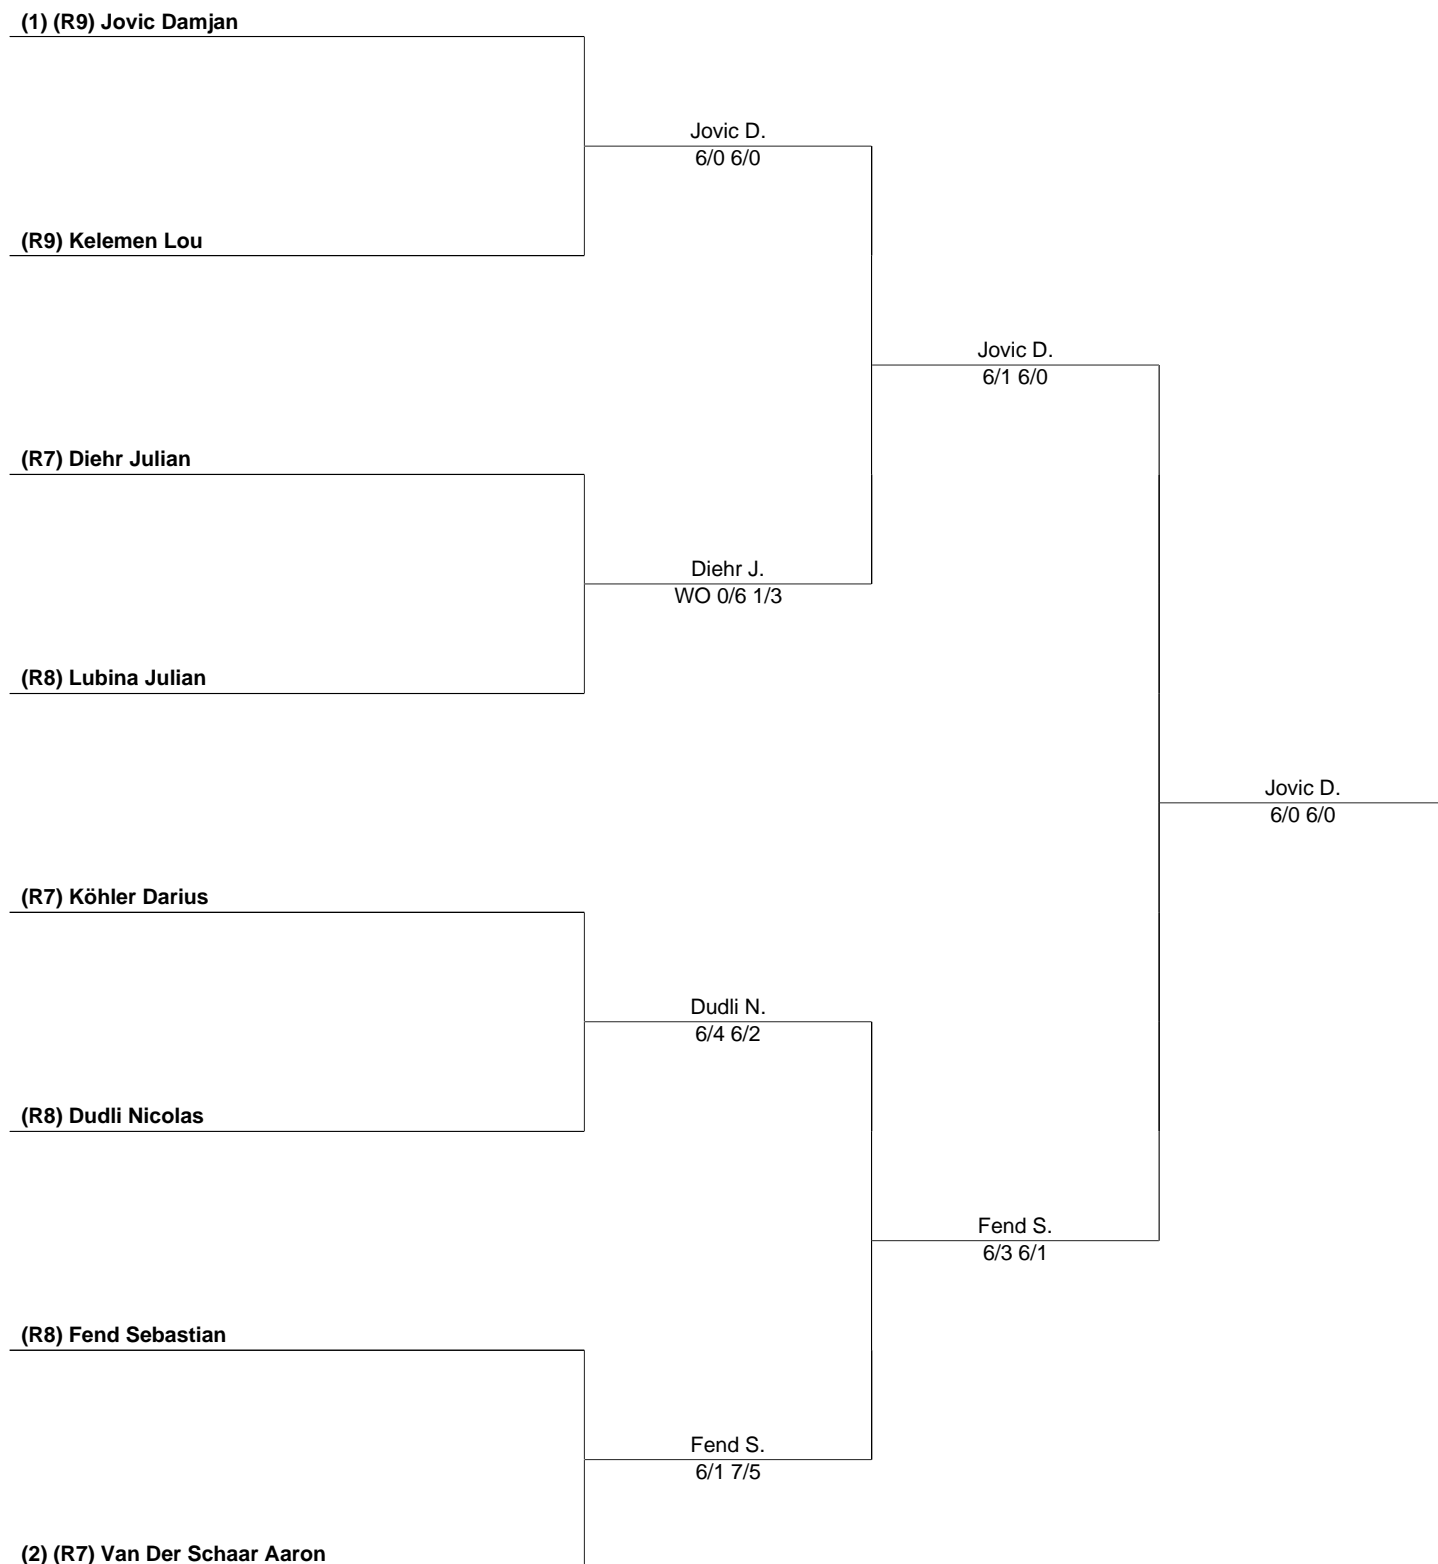 (1) (R9) Jovic Damjan
Jovic D.
6/0 6/0
(R9) Kelemen Lou
Jovic D.
6/1 6/0
(R7) Diehr Julian
Diehr J.
WO 0/6 1/3
(R8) Lubina Julian
Jovic D.
6/0 6/0
(R7) Köhler Darius
Dudli N.
6/4 6/2
(R8) Dudli Nicolas
Fend S.
6/3 6/1
(R8) Fend Sebastian
Fend S.
6/1 7/5
(2) (R7) Van Der Schaar Aaron